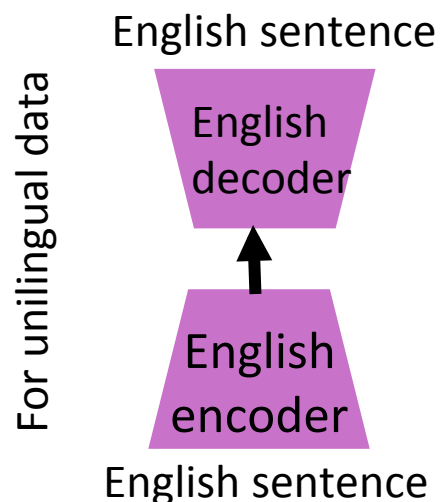 English sentence
English
decoder
For unilingual data
English
encoder
English sentence